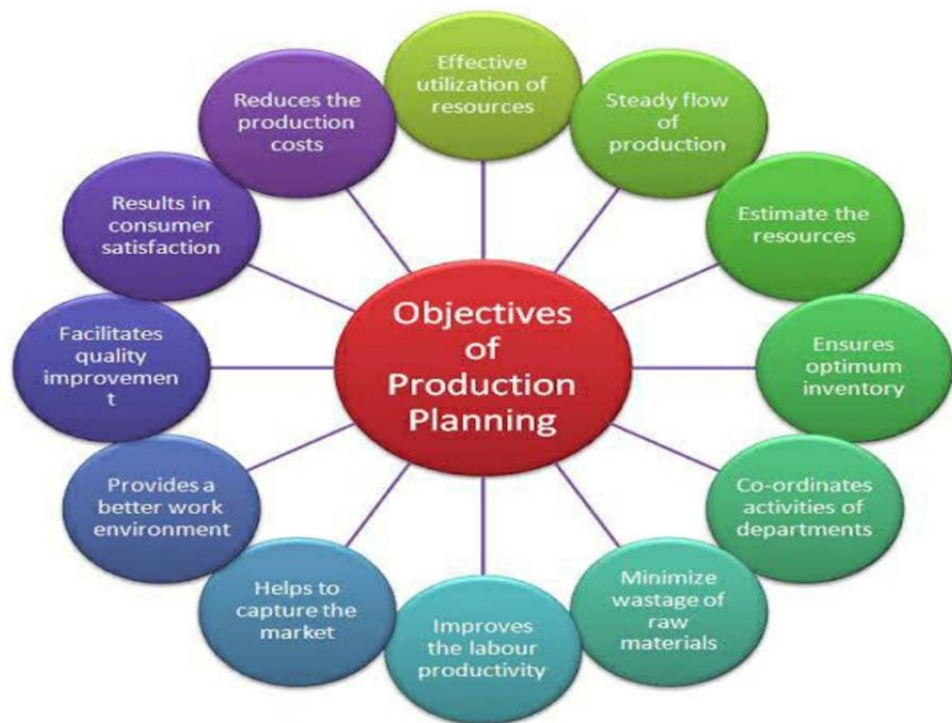 Objectives
of
Production
Planning
Effective
utilization of
resources
Steady flow
of
production
Estimate the
resources
Ensures
optimum
inventory
Co-ordinates
activities of
departments
Minimize
wastage of
raw
materials
Improves
the labour
productivity
Helps to
capture the
market
Provides a
better work
environment
Facilitates
quality
improvemen
t
Results in
consumer
satisfaction
Reduces the
production
costs